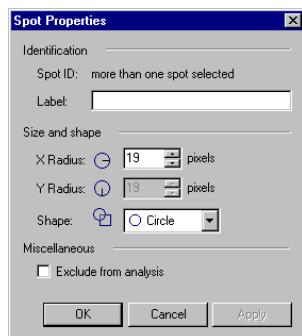 Spot Properties
Identification
Spot ID: more than one spot selected
Label:
Size and shape
X Radius: 19 pixels
Y Radius: 19 pixels
Shape: Circle
Miscellaneous
Exclude from analysis
OK Cancel Apply